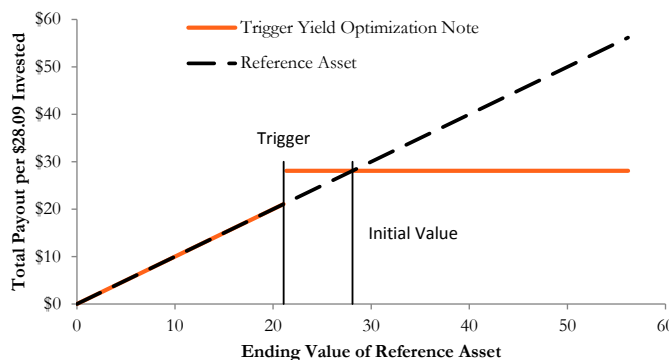 $60
$50
$40
$30
$20
$10
$0
Total Payout per $28.09 Invested
Trigger Yield Optimization Note
Reference Asset
Trigger
Initial Value
0
10
20
30
40
50
60
Ending Value of Reference Asset